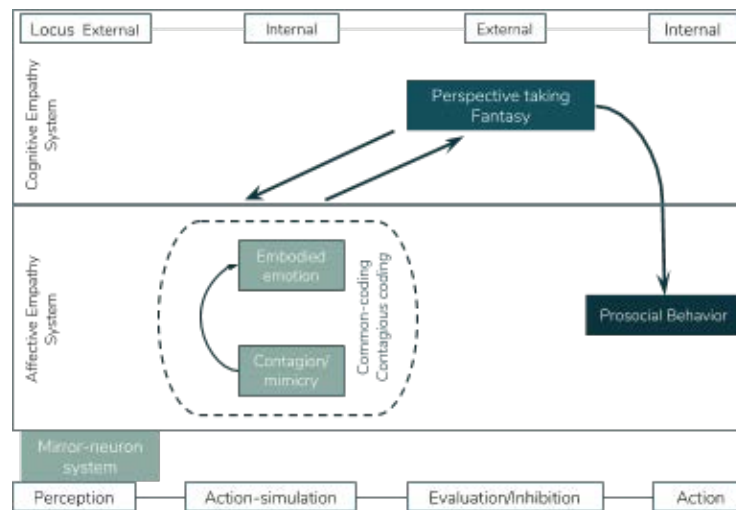 Locus External
Internal
External
Internal
Cognitive Empathy
System
Perspective taking
Fantasy
Affective Empathy
System
Embodied
emotion
Contagion/
mimicry
Common-coding
Contagious coding
Prosocial Behavior
Mirror-neuron
system
Perception
Action-simulation
Evaluation/Inhibition
Action